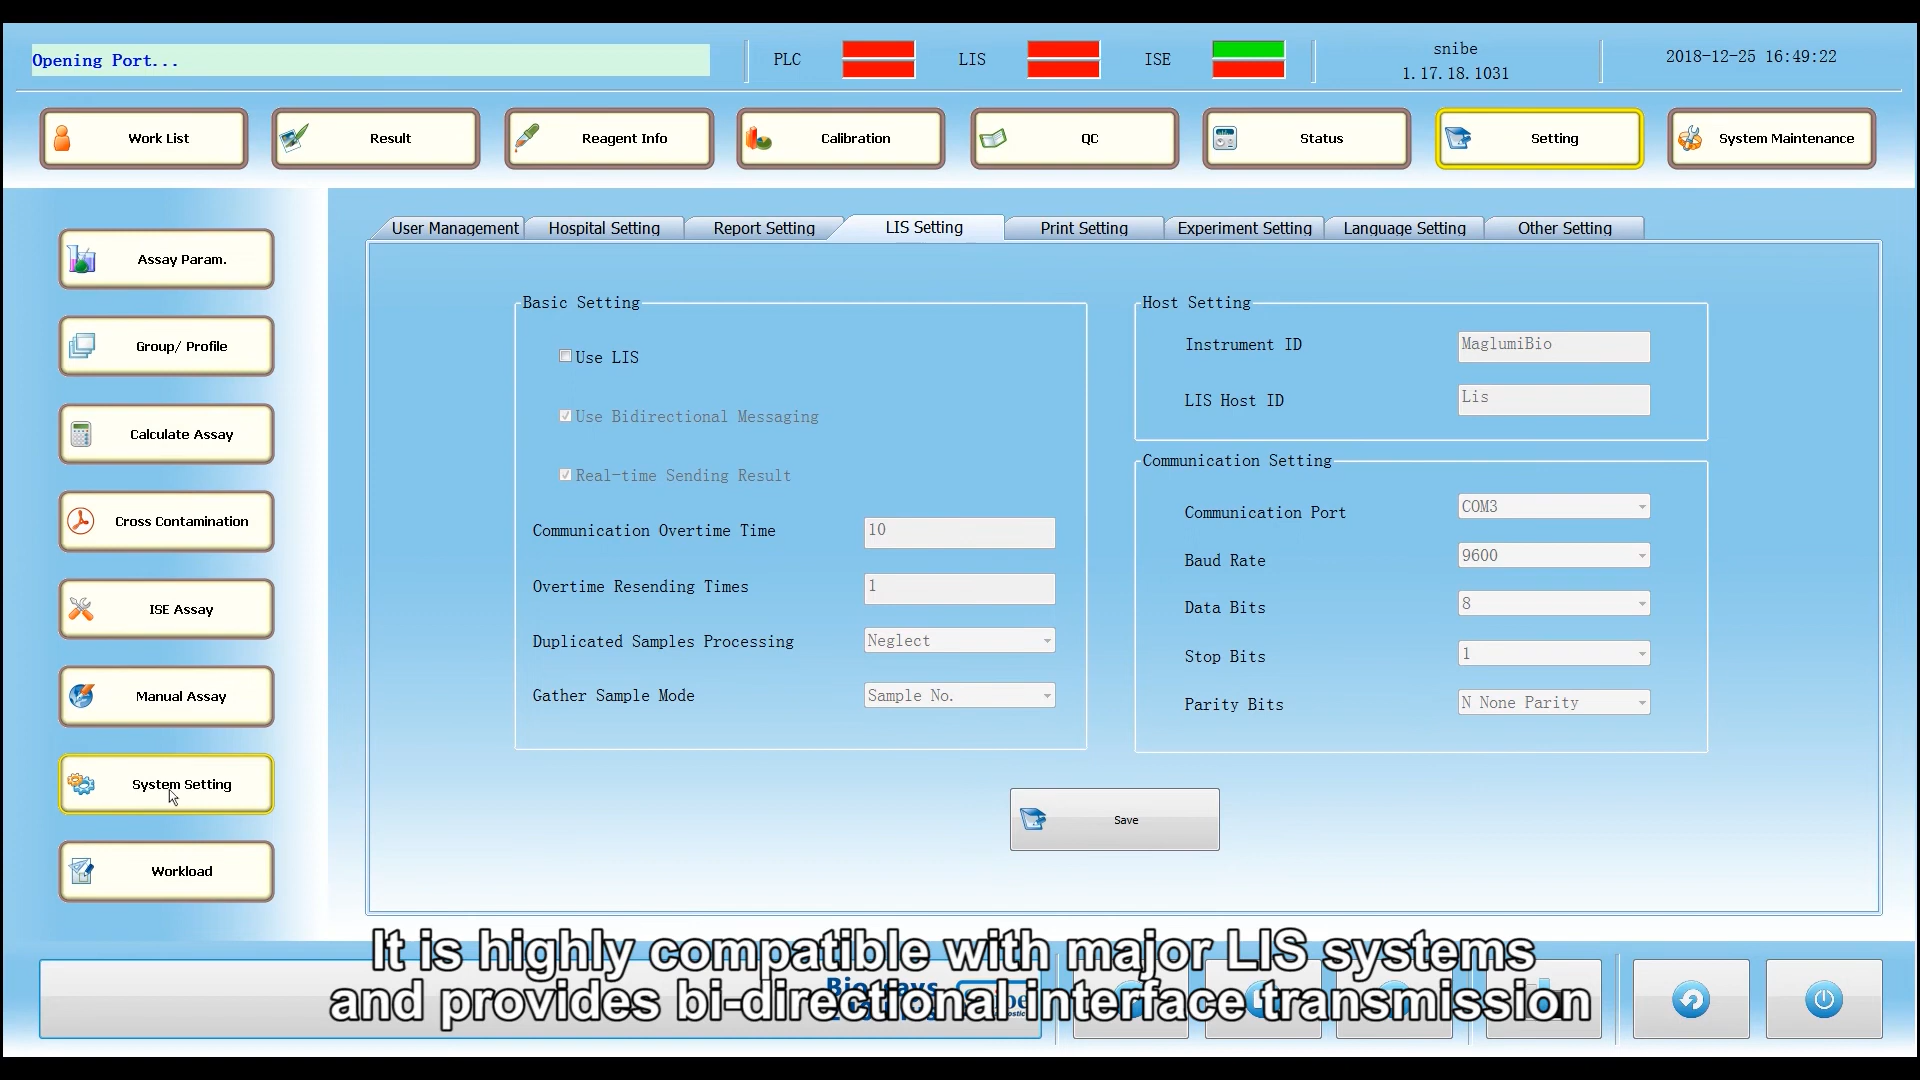 Opening Port...
PLC
LIS
ISE
snibe
1.17.18.1031
2018-12-25 16:49:22
Work List
Result
Reagent Info
Calibration
QC
Status
Setting
System Maintenance
Assay Param.
Group/ Profile
Calculate Assay
Cross Contamination
ISE Assay
Manual Assay
System Setting
Workload
User Management
Hospital Setting
Report Setting
LIS Setting
Print Setting
Experiment Setting
Language Setting
Other Setting
Basic Setting
Use LIS
Use Bidirectional Messaging
Real-time Sending Result
Communication Overtime Time 10
Overtime Resending Times 1
Duplicated Samples Processing Neglect
Gather Sample Mode Sample No.
Host Setting
Instrument ID MaglumiBio
LIS Host ID Lis
Communication Setting
Communication Port COM3
Baud Rate 9600
Data Bits 8
Stop Bits 1
Parity Bits N None Parity
Save
It is highly compatible with major LIS systems
and provides bi-directional interface transmission